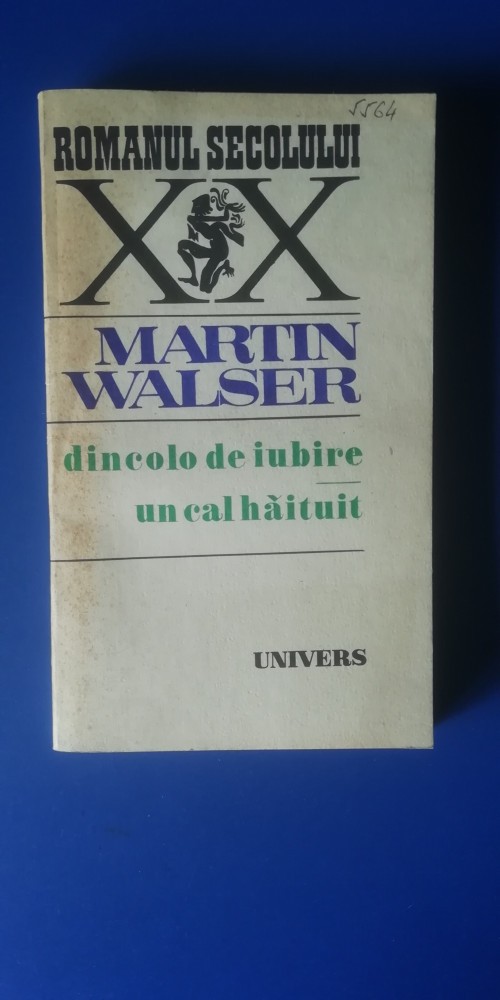 5564
ROMANUL SECOLULUI
XX
MARTIN
WALSER
dincolo de iubire
un cal hăituit
UNIVERS